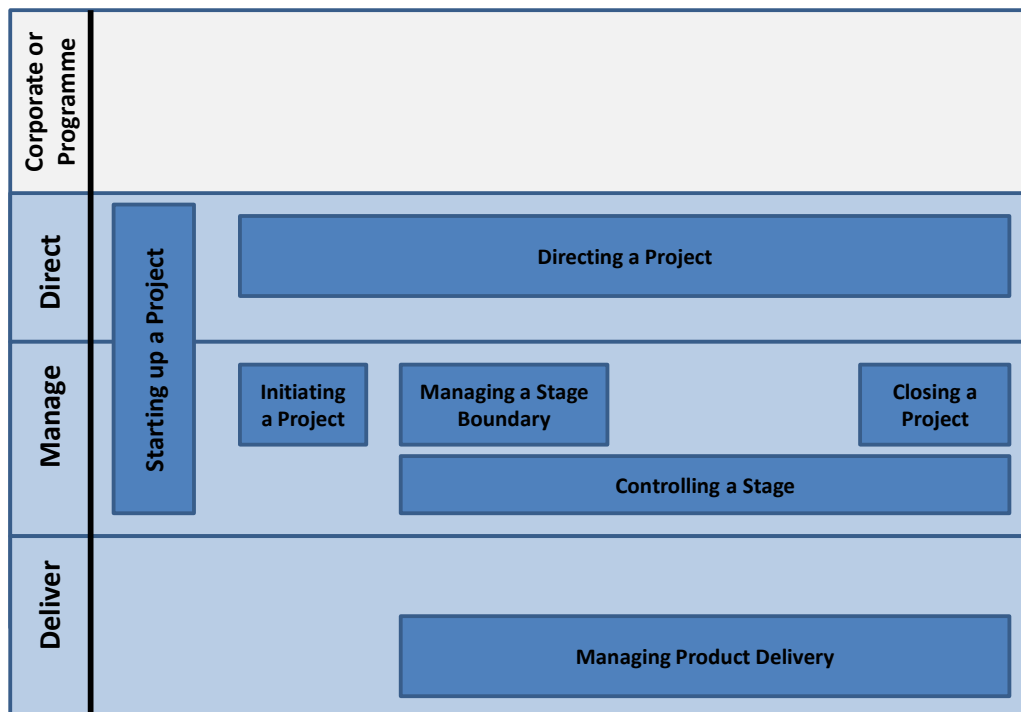 Corporate or
Programme
Direct
Manage
Deliver
Starting up a Project
Directing a Project
Initiating
a Project
Managing a Stage
Boundary
Closing a
Project
Controlling a Stage
Managing Product Delivery